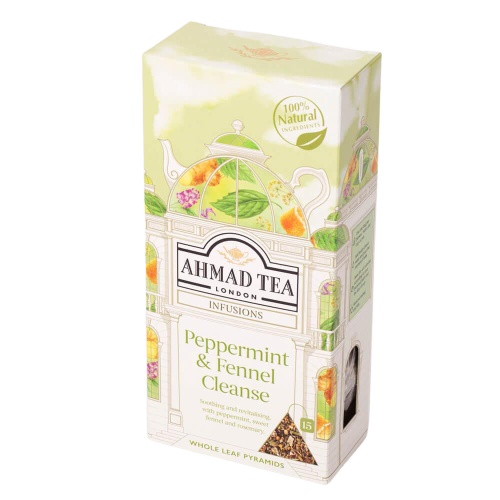 100%
Natural
INGREDIENTS
AHMAD TEA
LONDON
INFUSIONS
Peppermint
& Fennel
Cleanse
Soothing and revitalising,
with peppermint, sweet
fennel and rosemary.
15
WHOLE LEAF PYRAMIDS